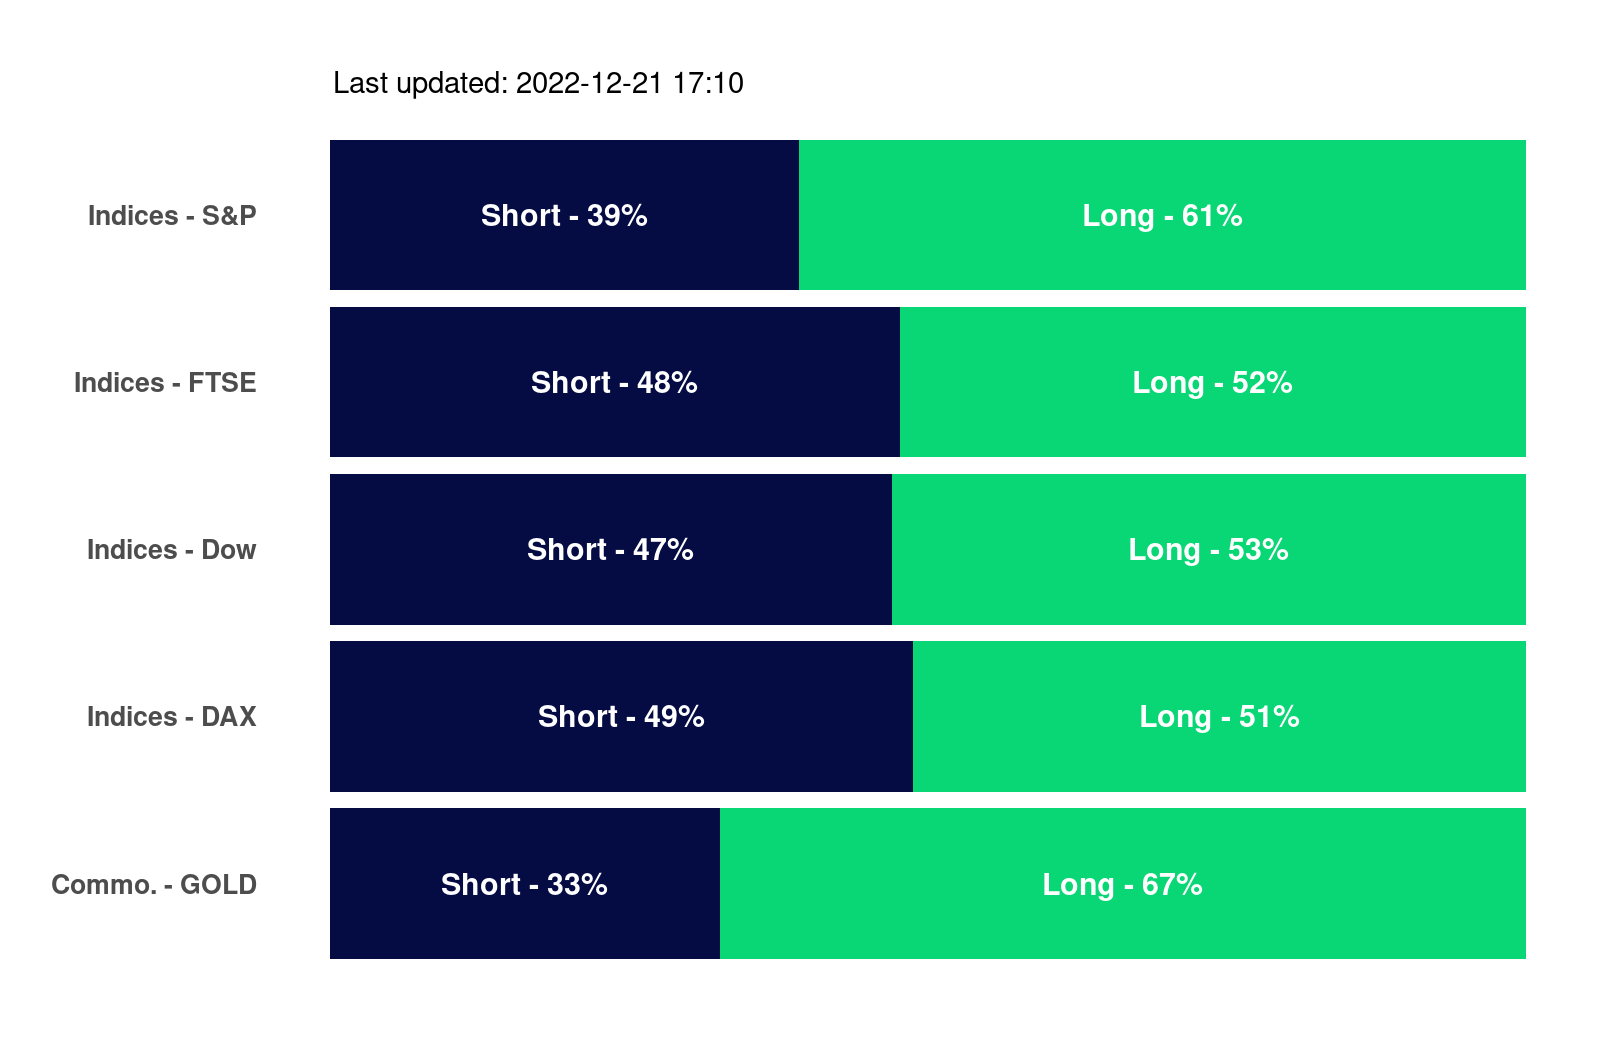 Last updated: 2022-12-21 17:10
Indices - S&P Short - 39% Long - 61%
Indices - FTSE Short - 48% Long - 52%
Indices - Dow Short - 47% Long - 53%
Indices - DAX Short - 49% Long - 51%
Commo. - GOLD Short - 33% Long - 67%